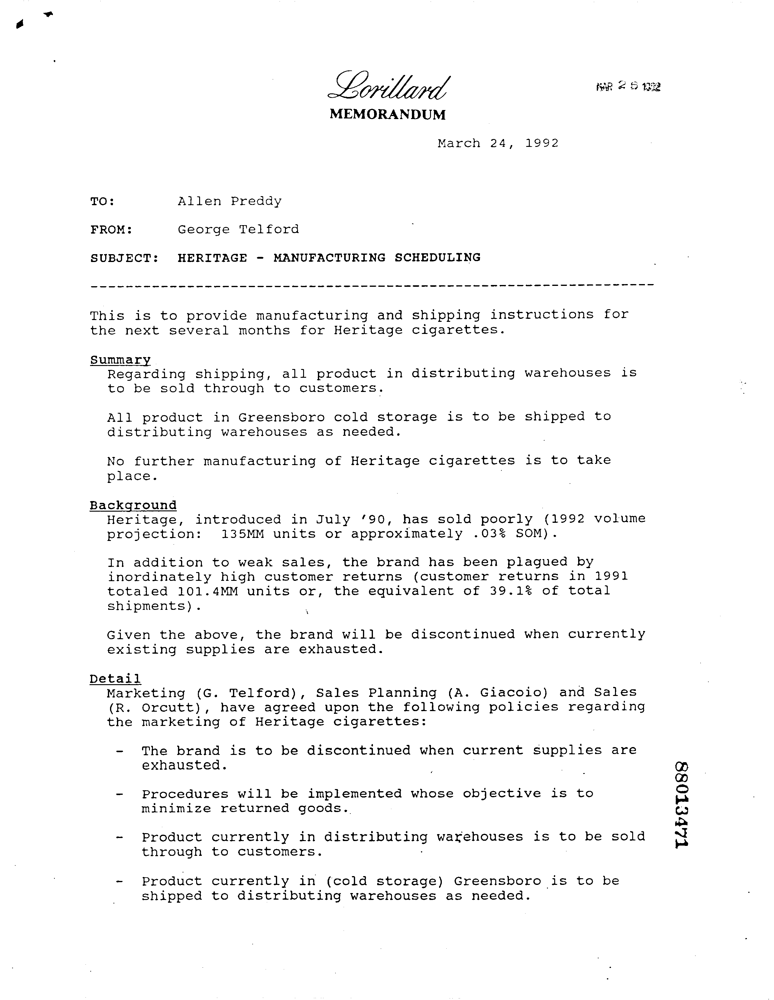 Lorillard
MAR 25 1992
MEMORANDUM
March 24, 1992
TO: Allen Preddy
FROM: George Telford
SUBJECT: HERITAGE - MANUFACTURING SCHEDULING
-----------------------------------------------------------------
This is to provide manufacturing and shipping instructions for
the next several months for Heritage cigarettes.
Summary
Regarding shipping, all product in distributing warehouses is
to be sold through to customers.
All product in Greensboro cold storage is to be shipped to
distributing warehouses as needed.
No further manufacturing of Heritage cigarettes is to take
place.
Background
Heritage, introduced in July '90, has sold poorly (1992 volume
projection: 135MM units or approximately .03% SOM).
In addition to weak sales, the brand has been plagued by
inordinately high customer returns (customer returns in 1991
totaled 101.4MM units or, the equivalent of 39.1% of total
shipments).
Given the above, the brand will be discontinued when currently
existing supplies are exhausted.
Detail
Marketing (G. Telford), Sales Planning (A. Giacoio) and Sales
(R. Orcutt), have agreed upon the following policies regarding
the marketing of Heritage cigarettes:
- The brand is to be discontinued when current supplies are
exhausted.
- Procedures will be implemented whose objective is to
minimize returned goods.
- Product currently in distributing warehouses is to be sold
through to customers.
- Product currently in (cold storage) Greensboro is to be
shipped to distributing warehouses as needed.
88013471